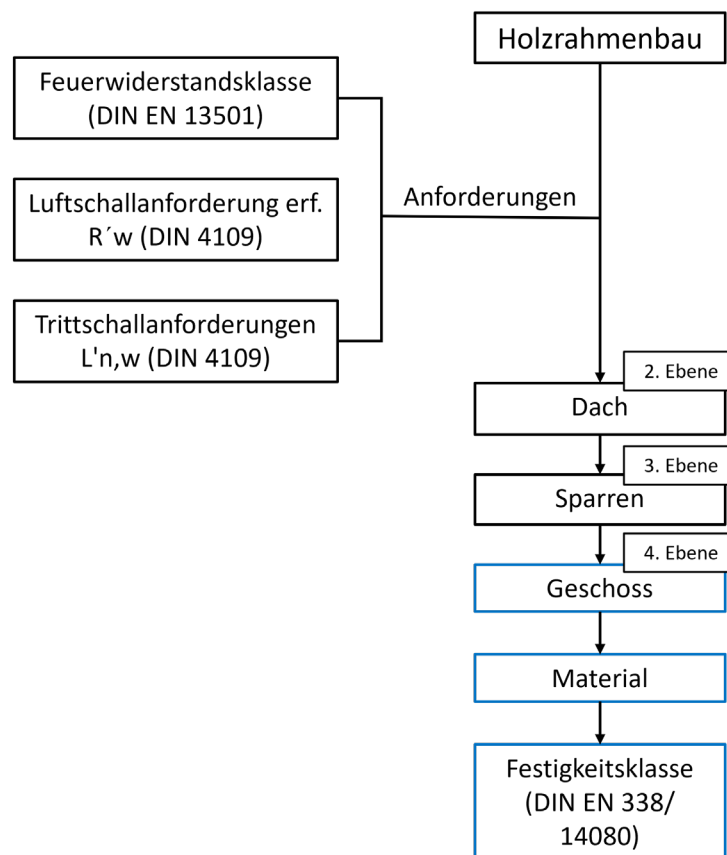 Holzrahmenbau
Feuerwiderstandsklasse
(DIN EN 13501)
Luftschallanforderung erf.
R´w (DIN 4109)
Anforderungen
Trittschallanforderungen
L'n,w (DIN 4109)
2. Ebene
Dach
3. Ebene
Sparren
4. Ebene
Geschoss
Material
Festigkeitsklasse
(DIN EN 338/
14080)